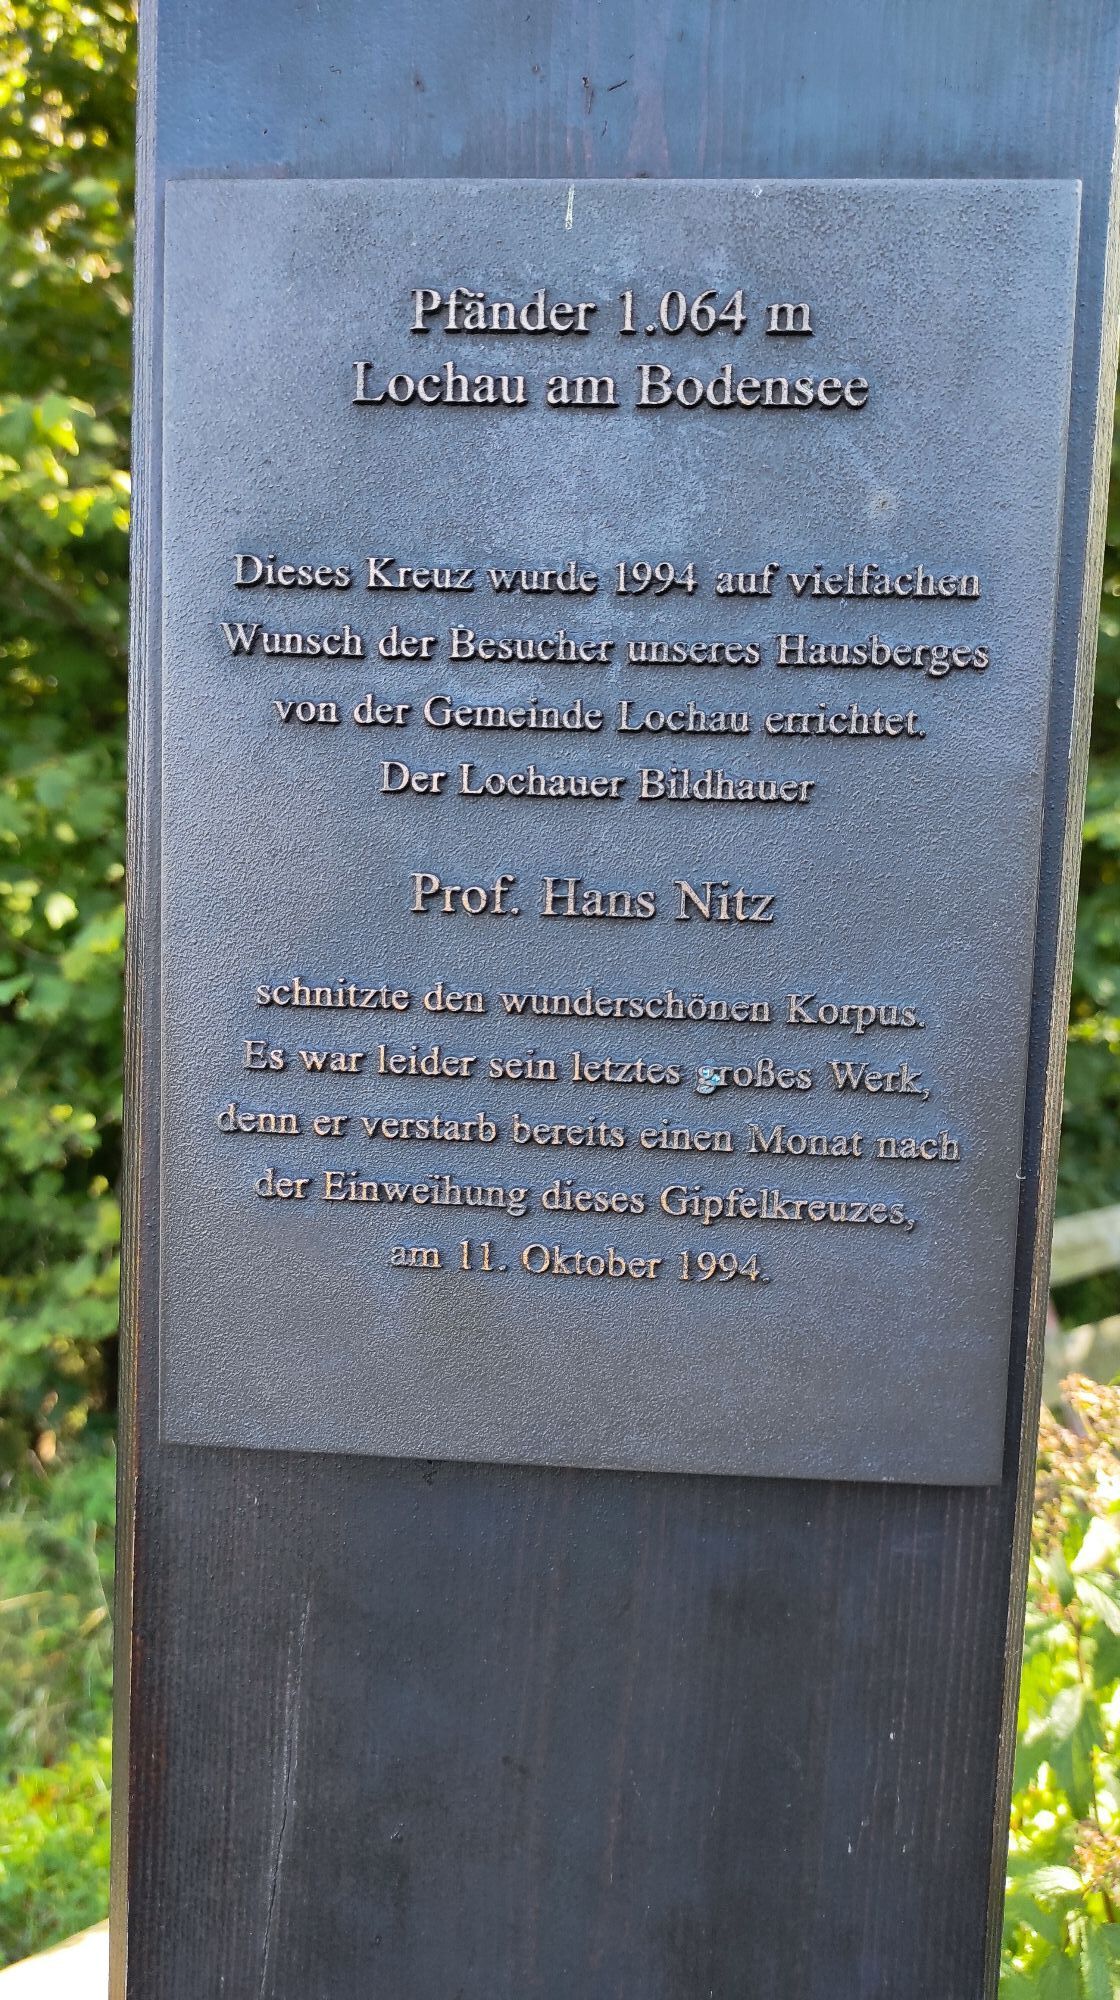 Pfänder 1.064 m
Lochau am Bodensee
Dieses Kreuz wurde 1994 auf vielfachen
Wunsch der Besucher unseres Hausberges
von der Gemeinde Lochau errichtet.
Der Lochauer Bildhauer
Prof. Hans Nitz
schnitzte den wunderschönen Korpus.
Es war leider sein letztes großes Werk,
denn er verstarb bereits einen Monat nach
der Einweihung dieses Gipfelkreuzes,
am 11. Oktober 1994.